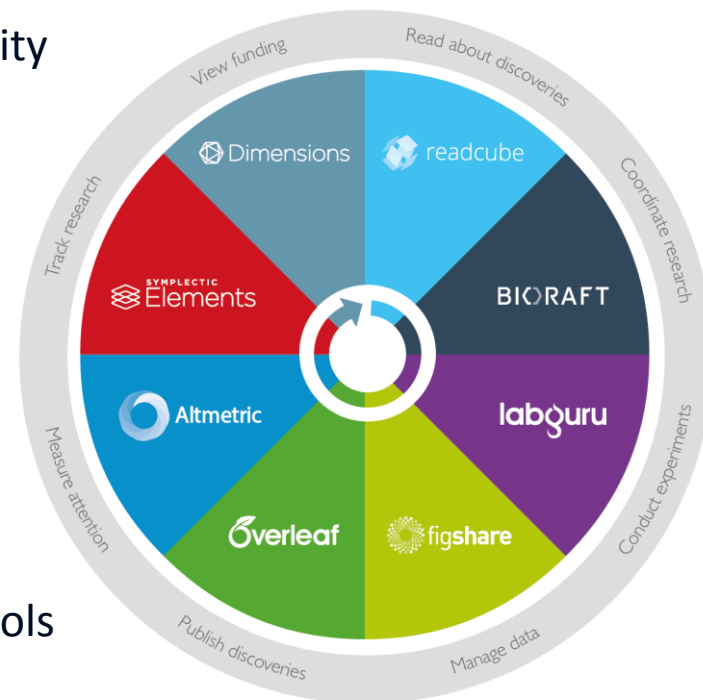 ity
View funding
Read about discoveries
Dimensions
readcube
Track research
Coordinate research
SYMPLECTIC
Elements
BIORAFT
Altmetric
labguru
Measure attention
Conduct experiments
Overleaf
figshare
ols
Publish discoveries
Manage data